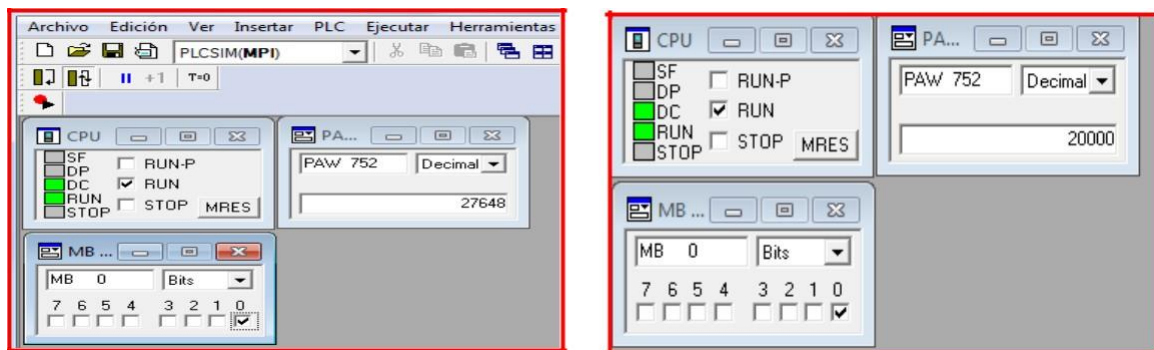 Archivo Edición Ver Insertar PLC Ejecutar Herramientas
PLCSIM(MPI)
+1 T=0
CPU
SF
DP
DC
RUN
STOP
RUN-P
RUN
STOP MRES
PA...
PAW 752 Decimal
27648
MB ...
MB 0 Bits
7 6 5 4 3 2 1 0
CPU
SF
DP
DC
RUN
STOP
RUN-P
RUN
STOP MRES
PA...
PAW 752 Decimal
20000
MB ...
MB 0 Bits
7 6 5 4 3 2 1 0